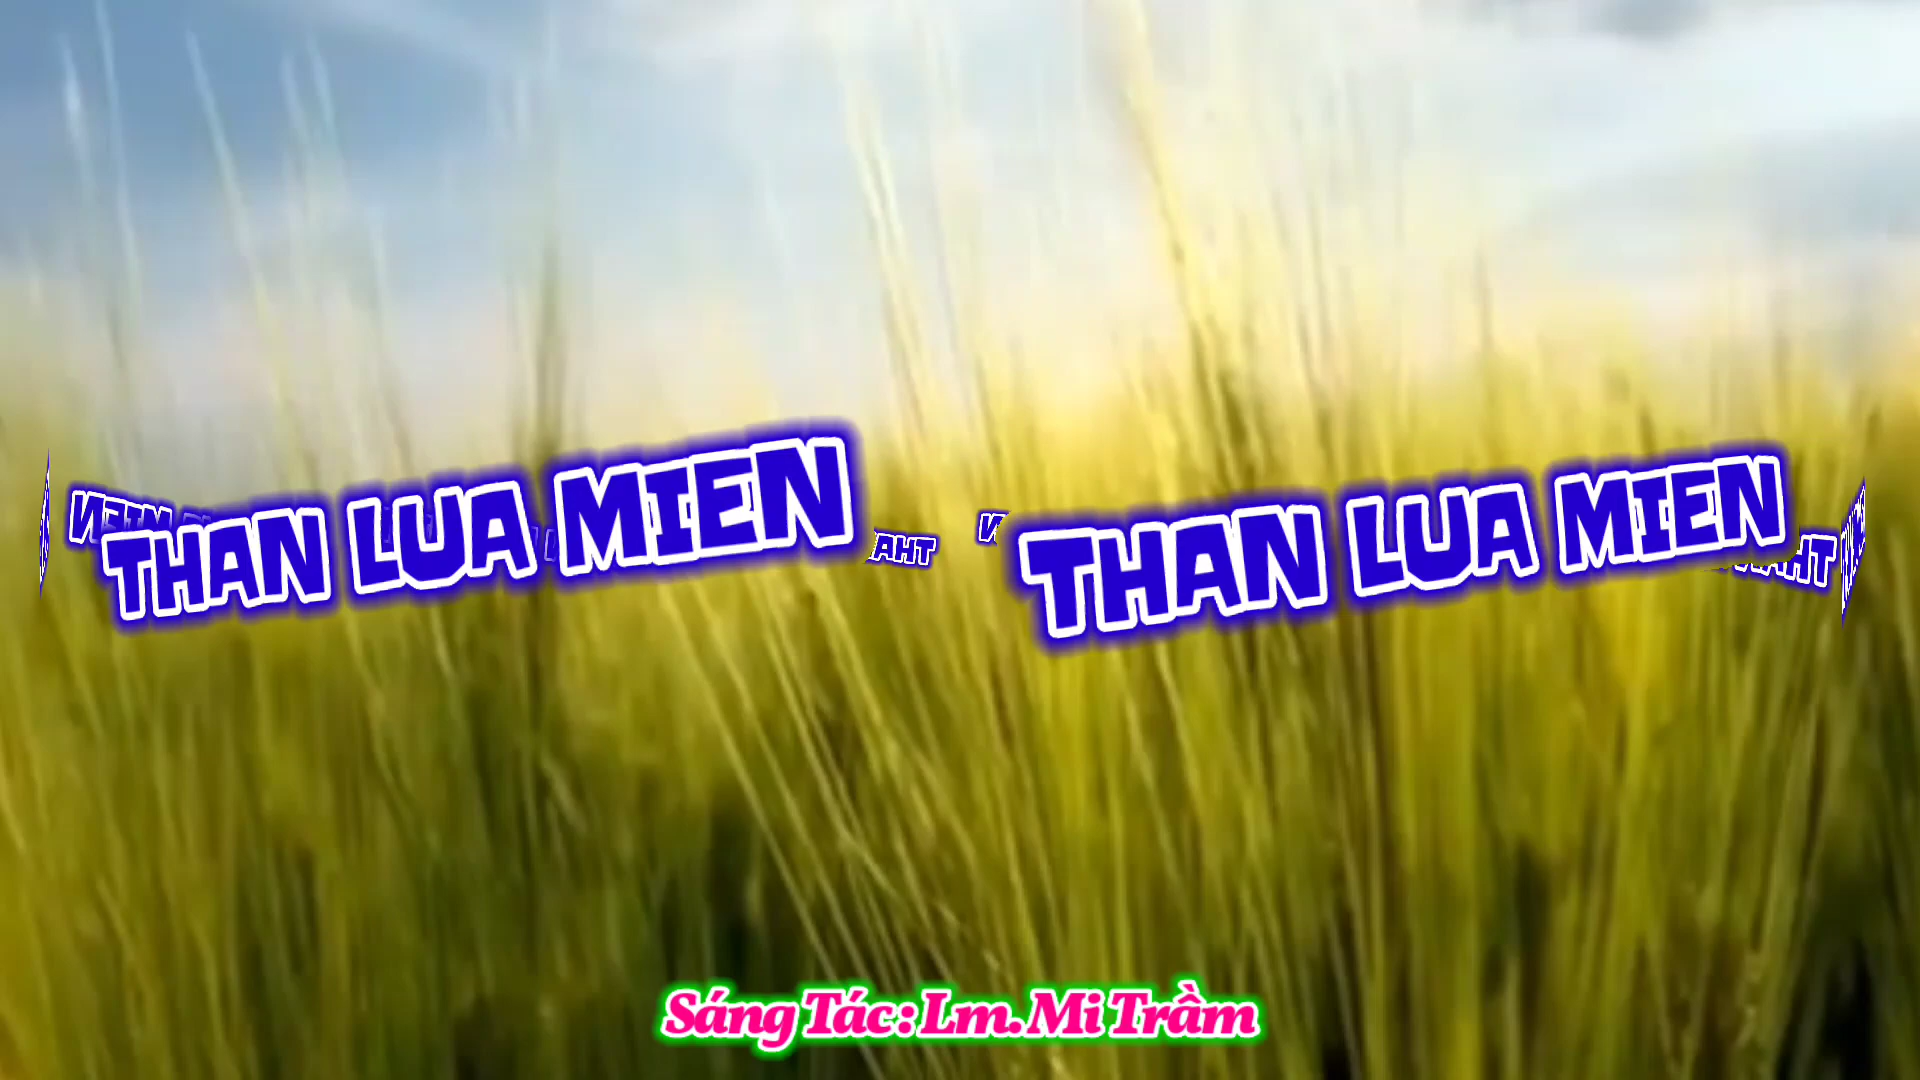 THAN LUA MIEN THAN LUA MIEN
Sáng Tác : Lm. Mi Trầm